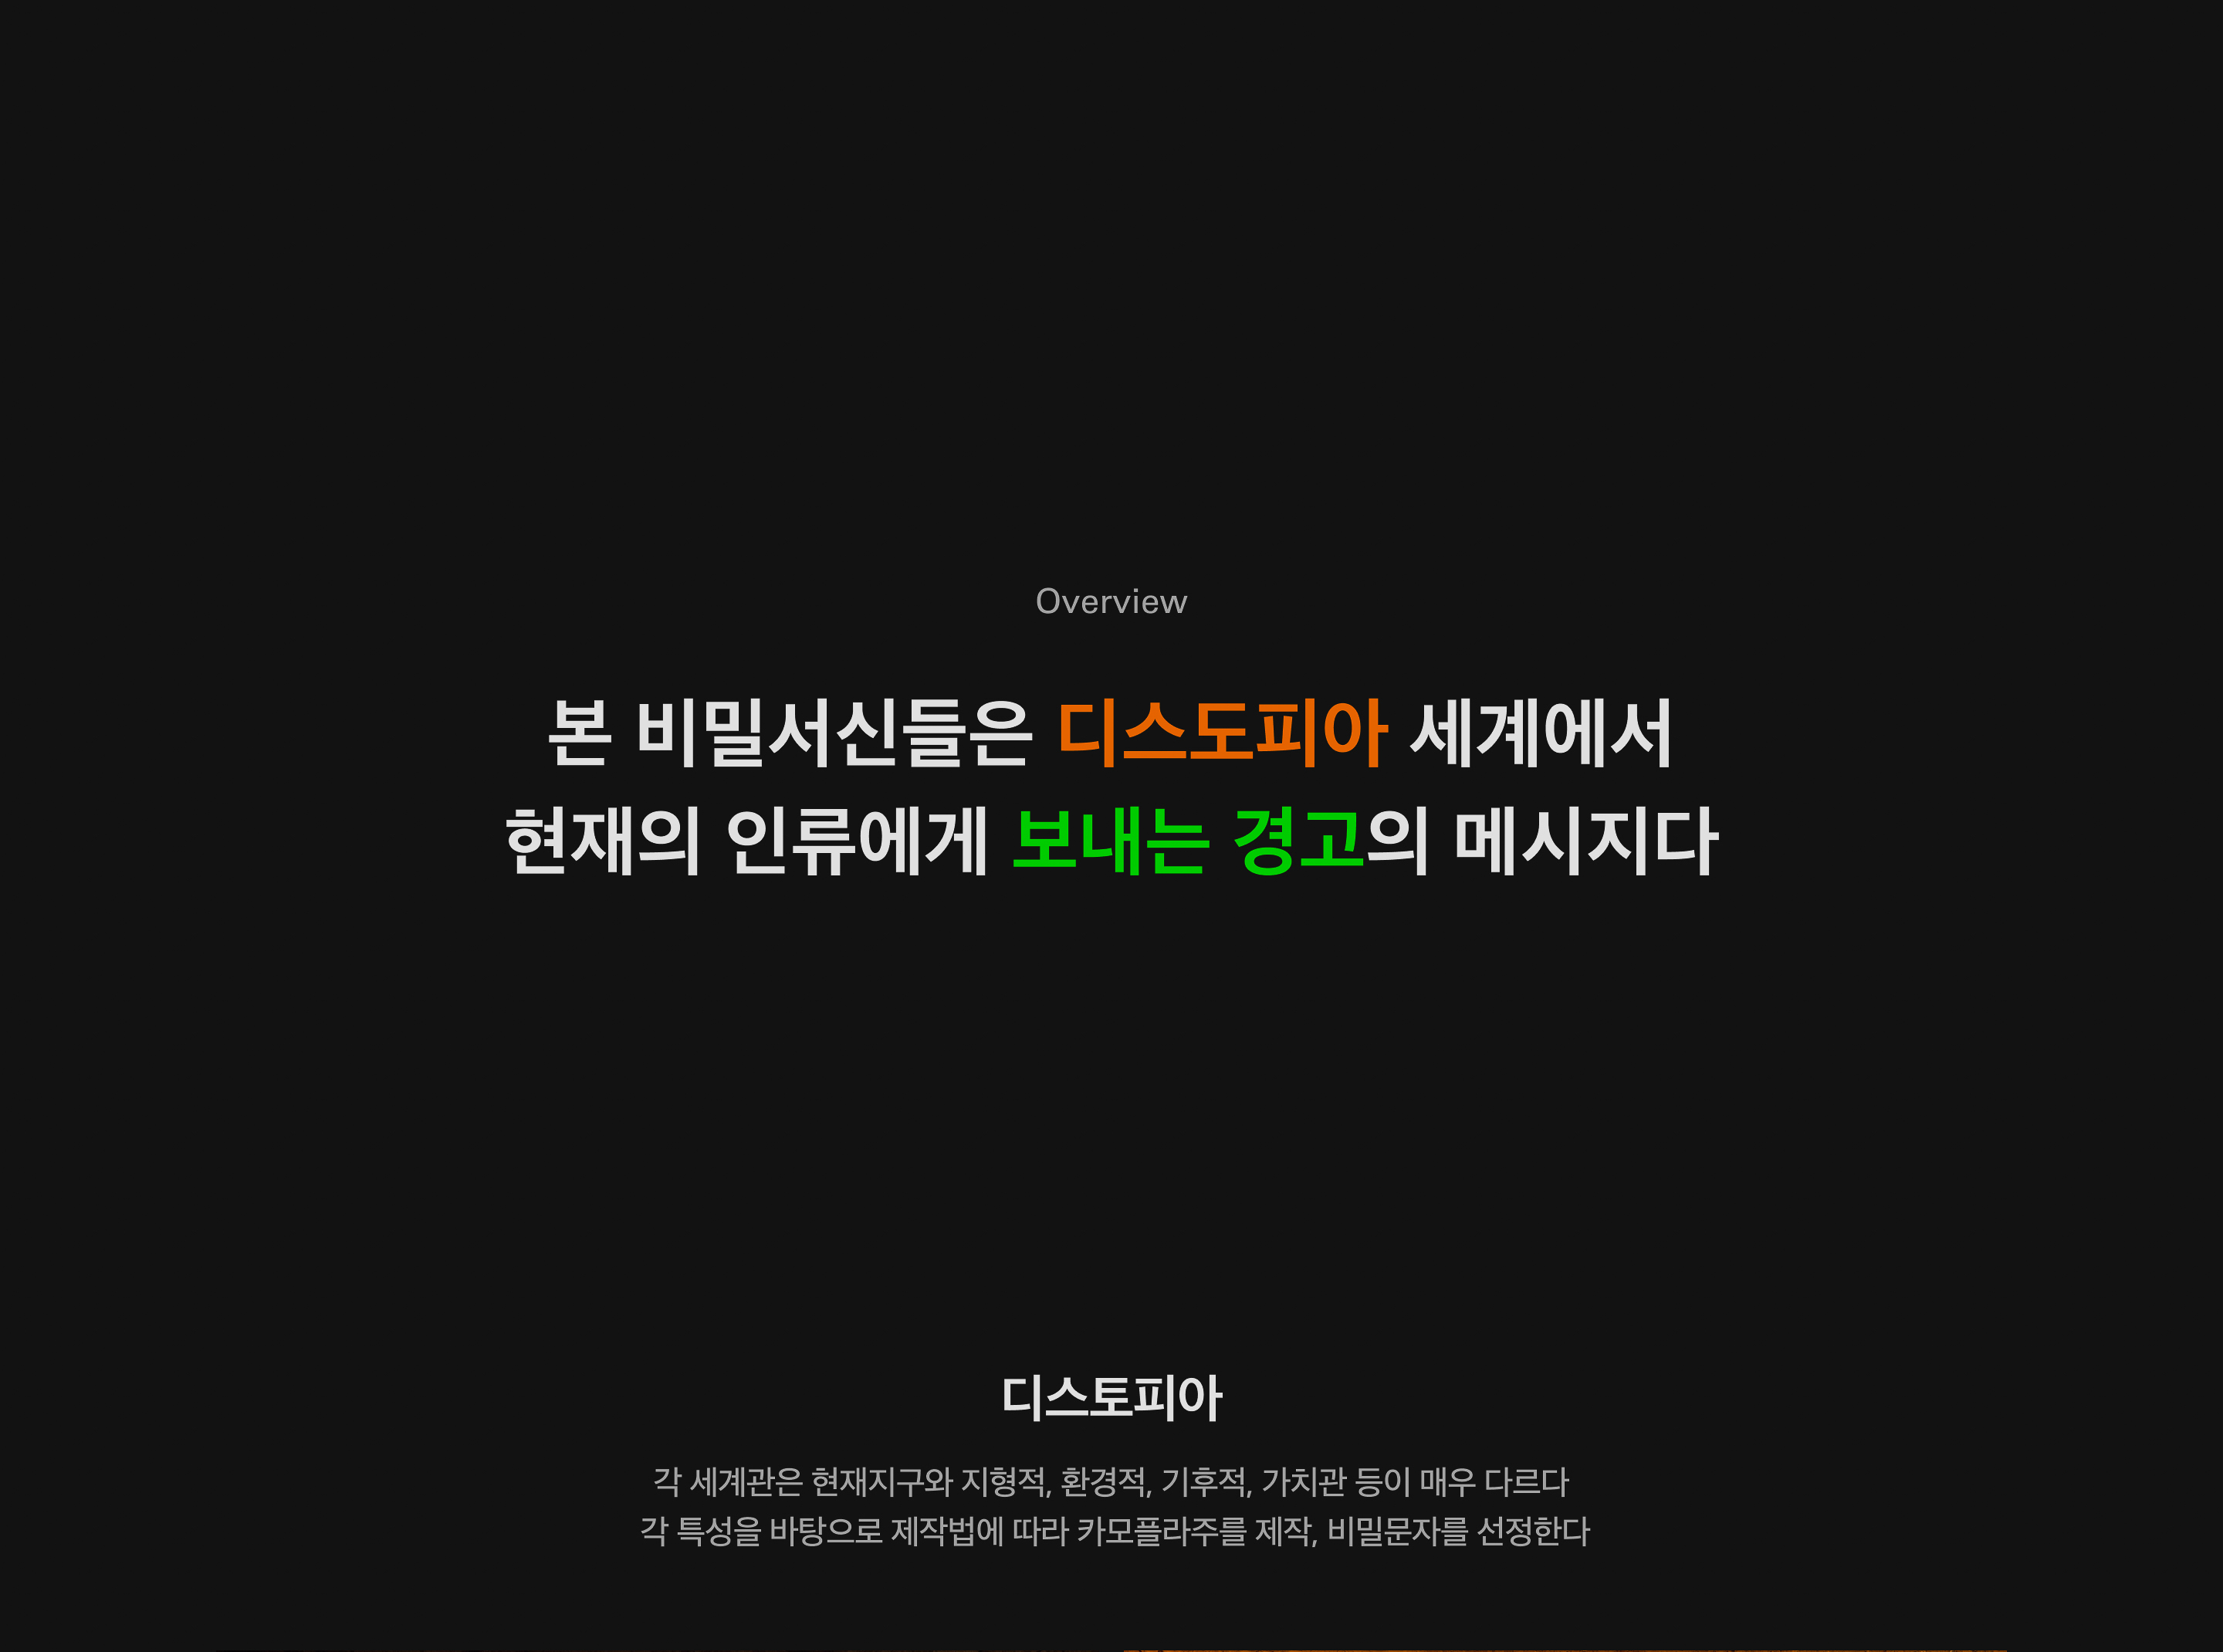 Overview
본 비밀서신들은 디스도피아 세걔에서
현재의 인류에게 보내는 경고의 메시지다
디스토피아
각 세계관은 현재지구와 지형적, 환경적, 기후적, 가치관 등이 매우 다르다
각 특성을 바탕으로 제작법에 따라 카모플라쥬를 제작, 비밀문자를 생성한다